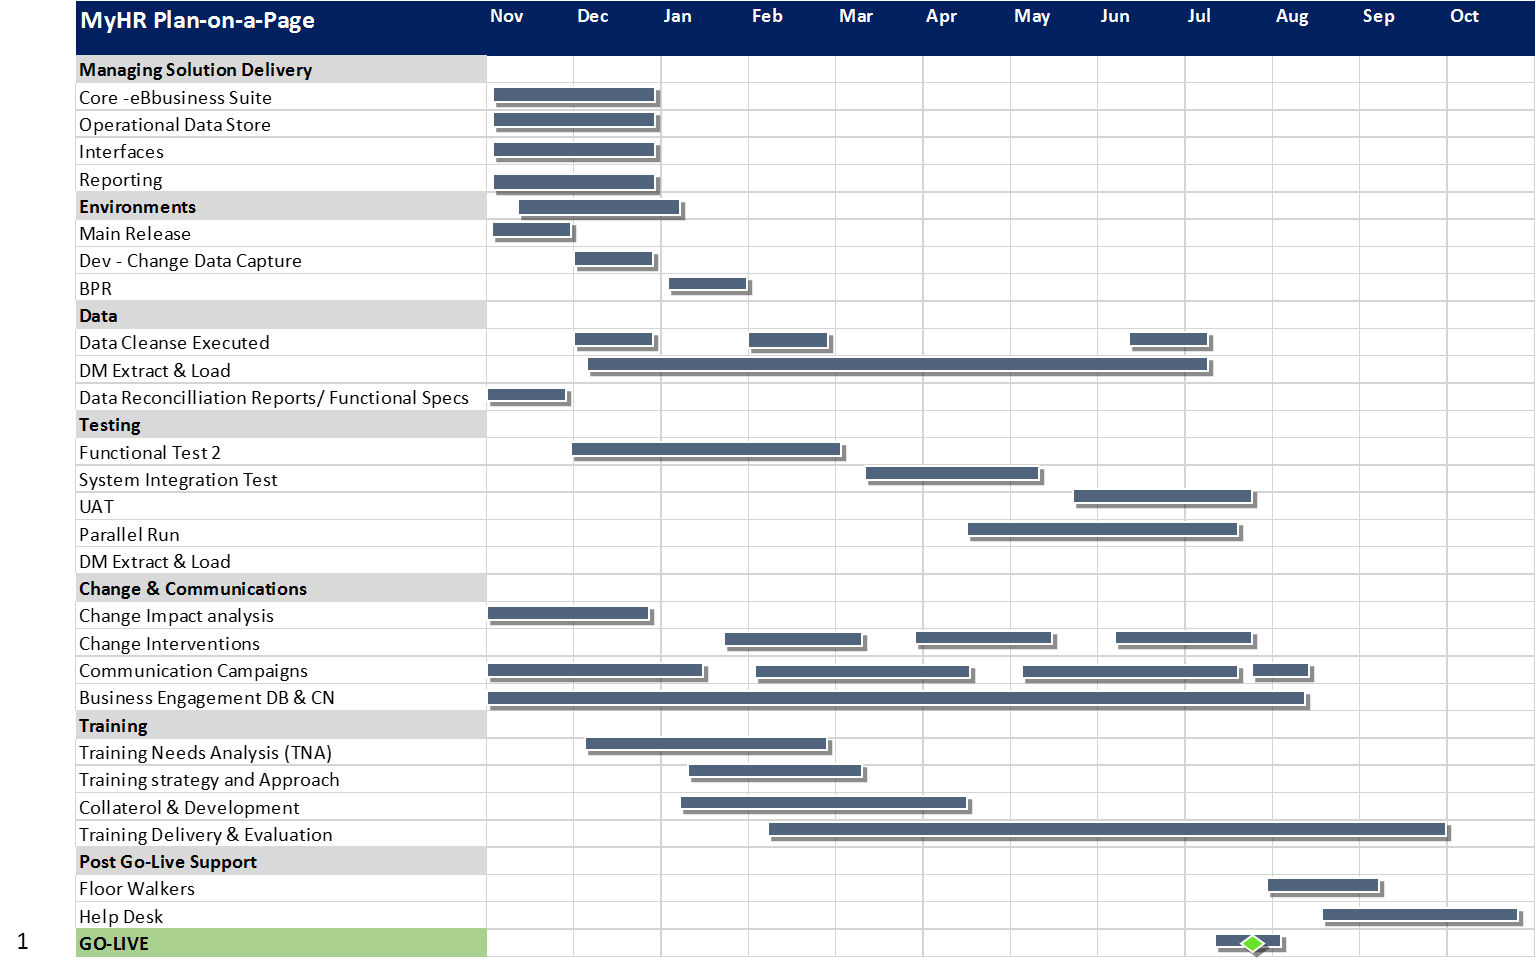 MyHR Plan-on-a-Page Nov Dec Jan Feb Mar Apr May Jun Jul Aug Sep Oct
Managing Solution Delivery
Core -eBbusiness Suite
Operational Data Store
Interfaces
Reporting
Environments
Main Release
Dev - Change Data Capture
BPR
Data
Data Cleanse Executed
DM Extract & Load
Data Reconcilliation Reports/ Functional Specs
Testing
Functional Test 2
System Integration Test
UAT
Parallel Run
DM Extract & Load
Change & Communications
Change Impact analysis
Change Interventions
Communication Campaigns
Business Engagement DB & CN
Training
Training Needs Analysis (TNA)
Training strategy and Approach
Collaterol & Development
Training Delivery & Evaluation
Post Go-Live Support
Floor Walkers
Help Desk
1 GO-LIVE